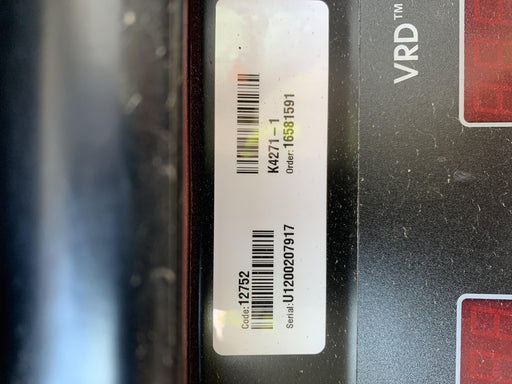 Code: 12752
Serial: U1200207917
K4271-1
Order: 16581591
VRD™